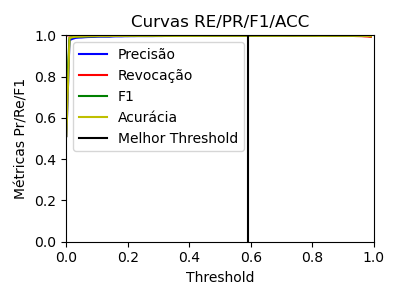 Curvas RE/PR/F1/ACC
Métricas Pr/Re/F1
1.0
0.8
0.6
0.4
0.2
0.0
Precisão
Revocação
F1
Acurácia
Melhor Threshold
0.0 0.2 0.4 0.6 0.8 1.0
Threshold